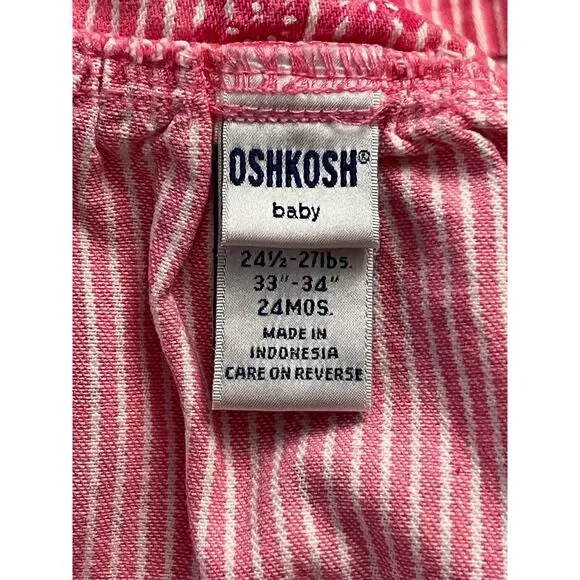 OSHKOSH®
baby
24½-27lbs.
33"-34"
24MOS.
MADE IN
INDONESIA
CARE ON REVERSE